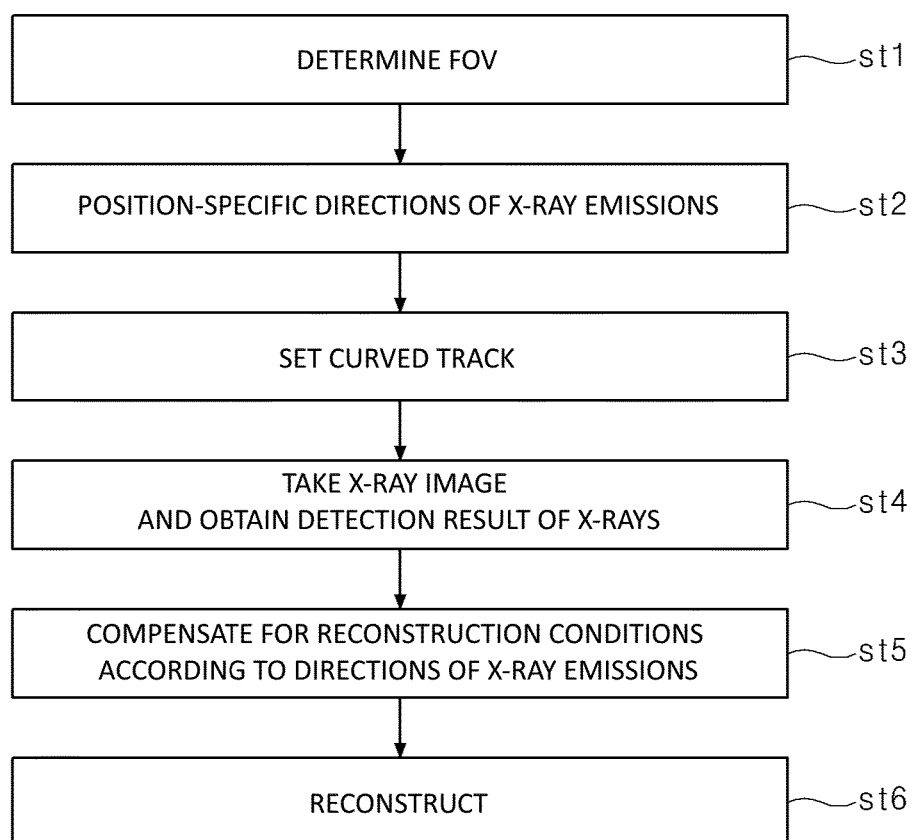 DETERMINE FOV
st1
POSITION-SPECIFIC DIRECTIONS OF X-RAY EMISSIONS
st2
SET CURVED TRACK
st3
TAKE X-RAY IMAGE
AND OBTAIN DETECTION RESULT OF X-RAYS
st4
COMPENSATE FOR RECONSTRUCTION CONDITIONS
ACCORDING TO DIRECTIONS OF X-RAY EMISSIONS
st5
RECONSTRUCT
st6